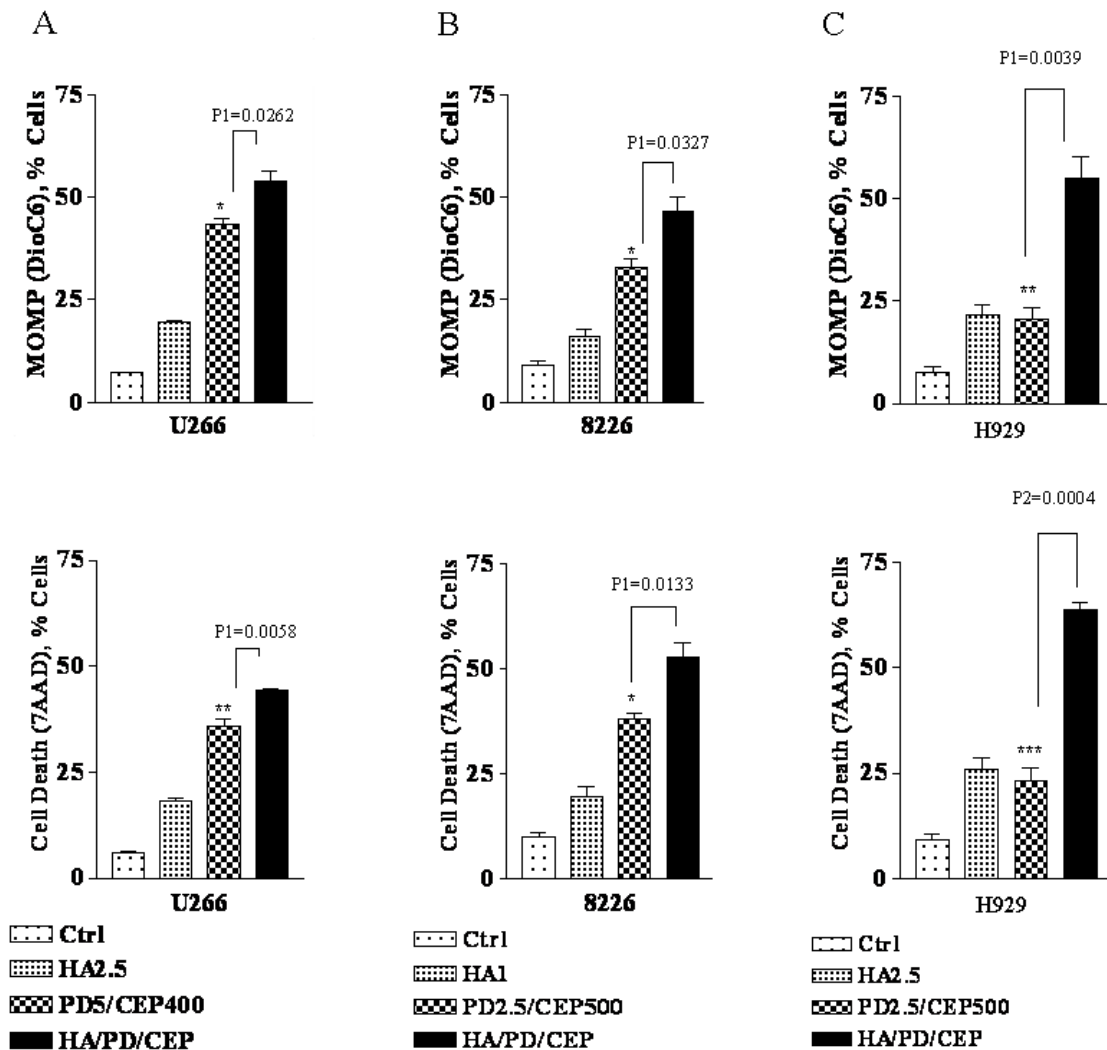 A
B
C
P1=0.0262
P1=0.0327
P1=0.0039
MOMP (DioC6), % Cells
75
50
25
0
*
U266
MOMP (DioC6), % Cells
75
50
25
0
*
8226
MOMP (DioC6), % Cells
75
50
25
0
**
H929
P1=0.0058
P1=0.0133
P2=0.0004
Cell Death (7AAD), % Cells
75
50
25
0
**
U266
Cell Death (7AAD), % Cells
75
50
25
0
*
8226
Cell Death (7AAD), % Cells
75
50
25
0
***
H929
Ctrl
HA2.5
PD5/CEP400
HA/PD/CEP
Ctrl
HA1
PD2.5/CEP500
HA/PD/CEP
Ctrl
HA2.5
PD2.5/CEP500
HA/PD/CEP